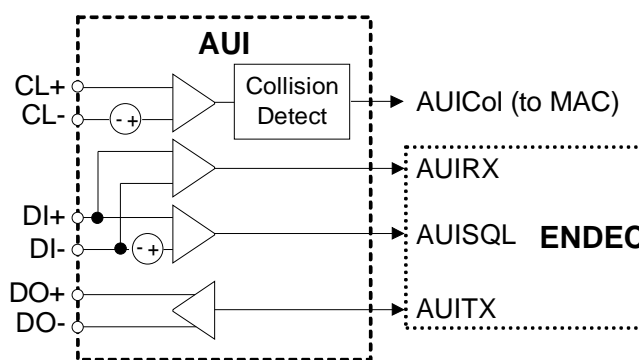 AUI
CL+
CL-
- +
Collision
Detect
AUICol (to MAC)
AUIRX
DI+
DI-
- +
AUISQL
ENDEC
DO+
DO-
AUITX